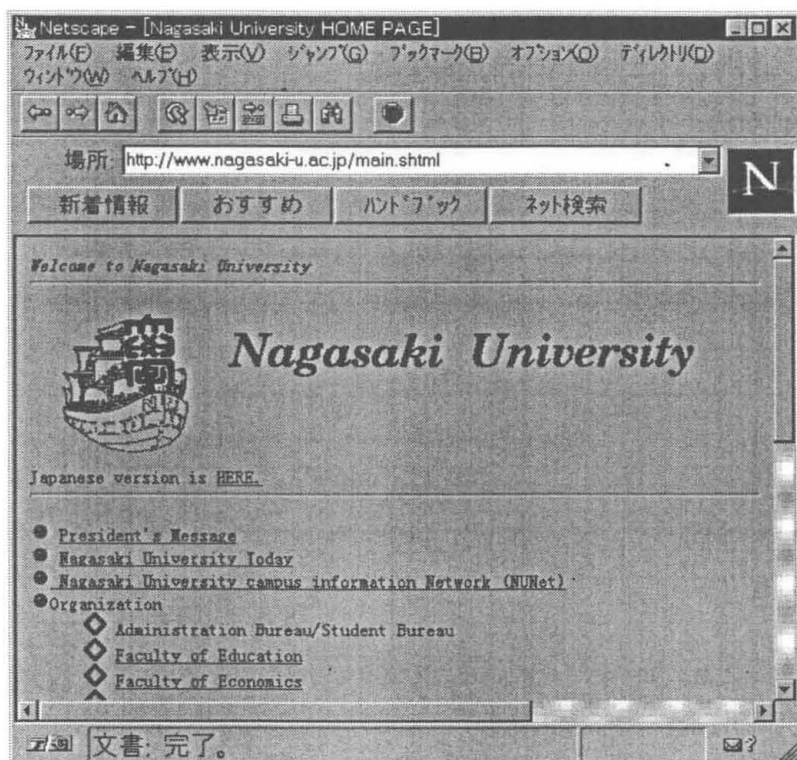 Netscape - [Nagasaki University HOME PAGE]
ファイル(F) 編集(E) 表示(V) ジャンプ(G) ブックマーク(B) オプション(O) ディレクトリ(D)
ウィンドウ(W) ヘルプ(H)
場所: http://www.nagasaki-u.ac.jp/main.shtml
N
新着情報 おすすめ ハンドブック ネット検索
Welcome to Nagasaki University
Nagasaki University
Japanese version is HERE.
President's Message
Nagasaki University Today
Nagasaki University campus information Network (NUNet)
Organization
Administration Bureau/Student Bureau
Faculty of Education
Faculty of Economics
文書: 完了。
?